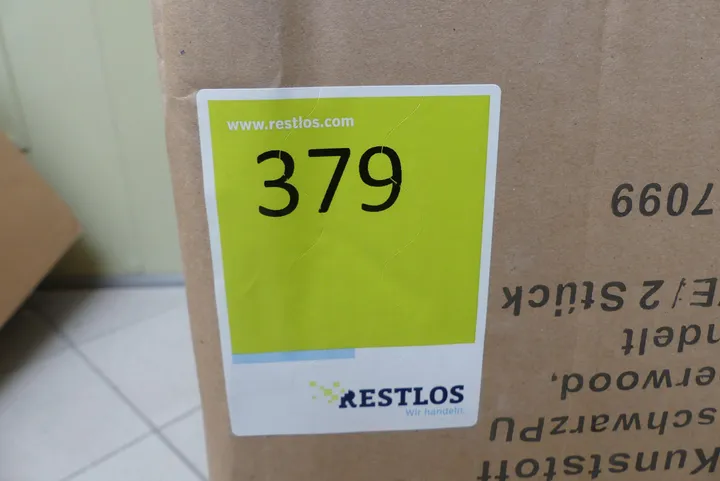 www.restlos.com
379
RESTLOS
Wir handeln.
Kunststoff
schwarzPU
erwood,
ndelt
E/ 2 Stück
7099